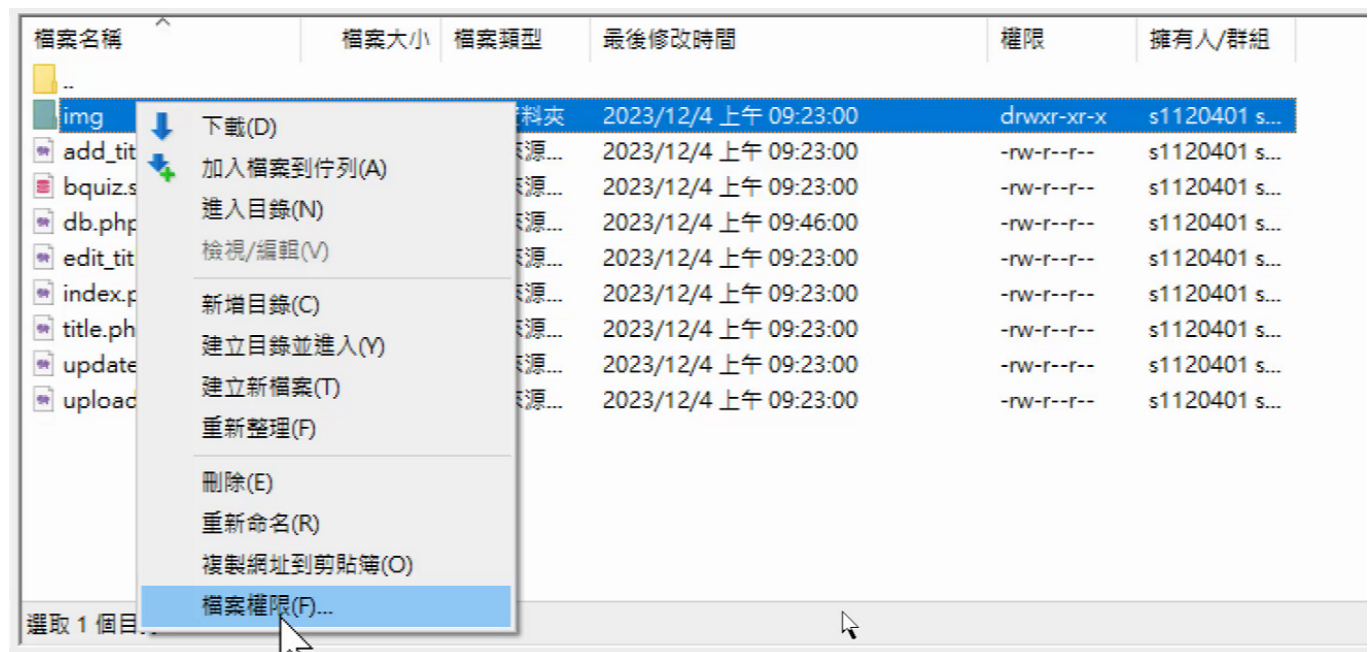 檔案名稱 檔案大小 檔案類型 最後修改時間 權限 擁有人/群組
..
img 料夾 2023/12/4 上午 09:23:00 drwxr-xr-x s1120401 s...
下載(D)
add_tit 源... 2023/12/4 上午 09:23:00 -rw-r--r-- s1120401 s...
加入檔案到佇列(A)
bquiz.s 源... 2023/12/4 上午 09:23:00 -rw-r--r-- s1120401 s...
進入目錄(N)
db.php 源... 2023/12/4 上午 09:46:00 -rw-r--r-- s1120401 s...
檢視/編輯(V)
edit_tit 源... 2023/12/4 上午 09:23:00 -rw-r--r-- s1120401 s...
新增目錄(C)
index.p 源... 2023/12/4 上午 09:23:00 -rw-r--r-- s1120401 s...
title.ph 源... 2023/12/4 上午 09:23:00 -rw-r--r-- s1120401 s...
建立目錄並進入(Y)
update 源... 2023/12/4 上午 09:23:00 -rw-r--r-- s1120401 s...
建立新檔案(T)
upload 源... 2023/12/4 上午 09:23:00 -rw-r--r-- s1120401 s...
重新整理(F)
刪除(E)
重新命名(R)
複製網址到剪貼簿(O)
檔案權限(F)...
選取 1 個目